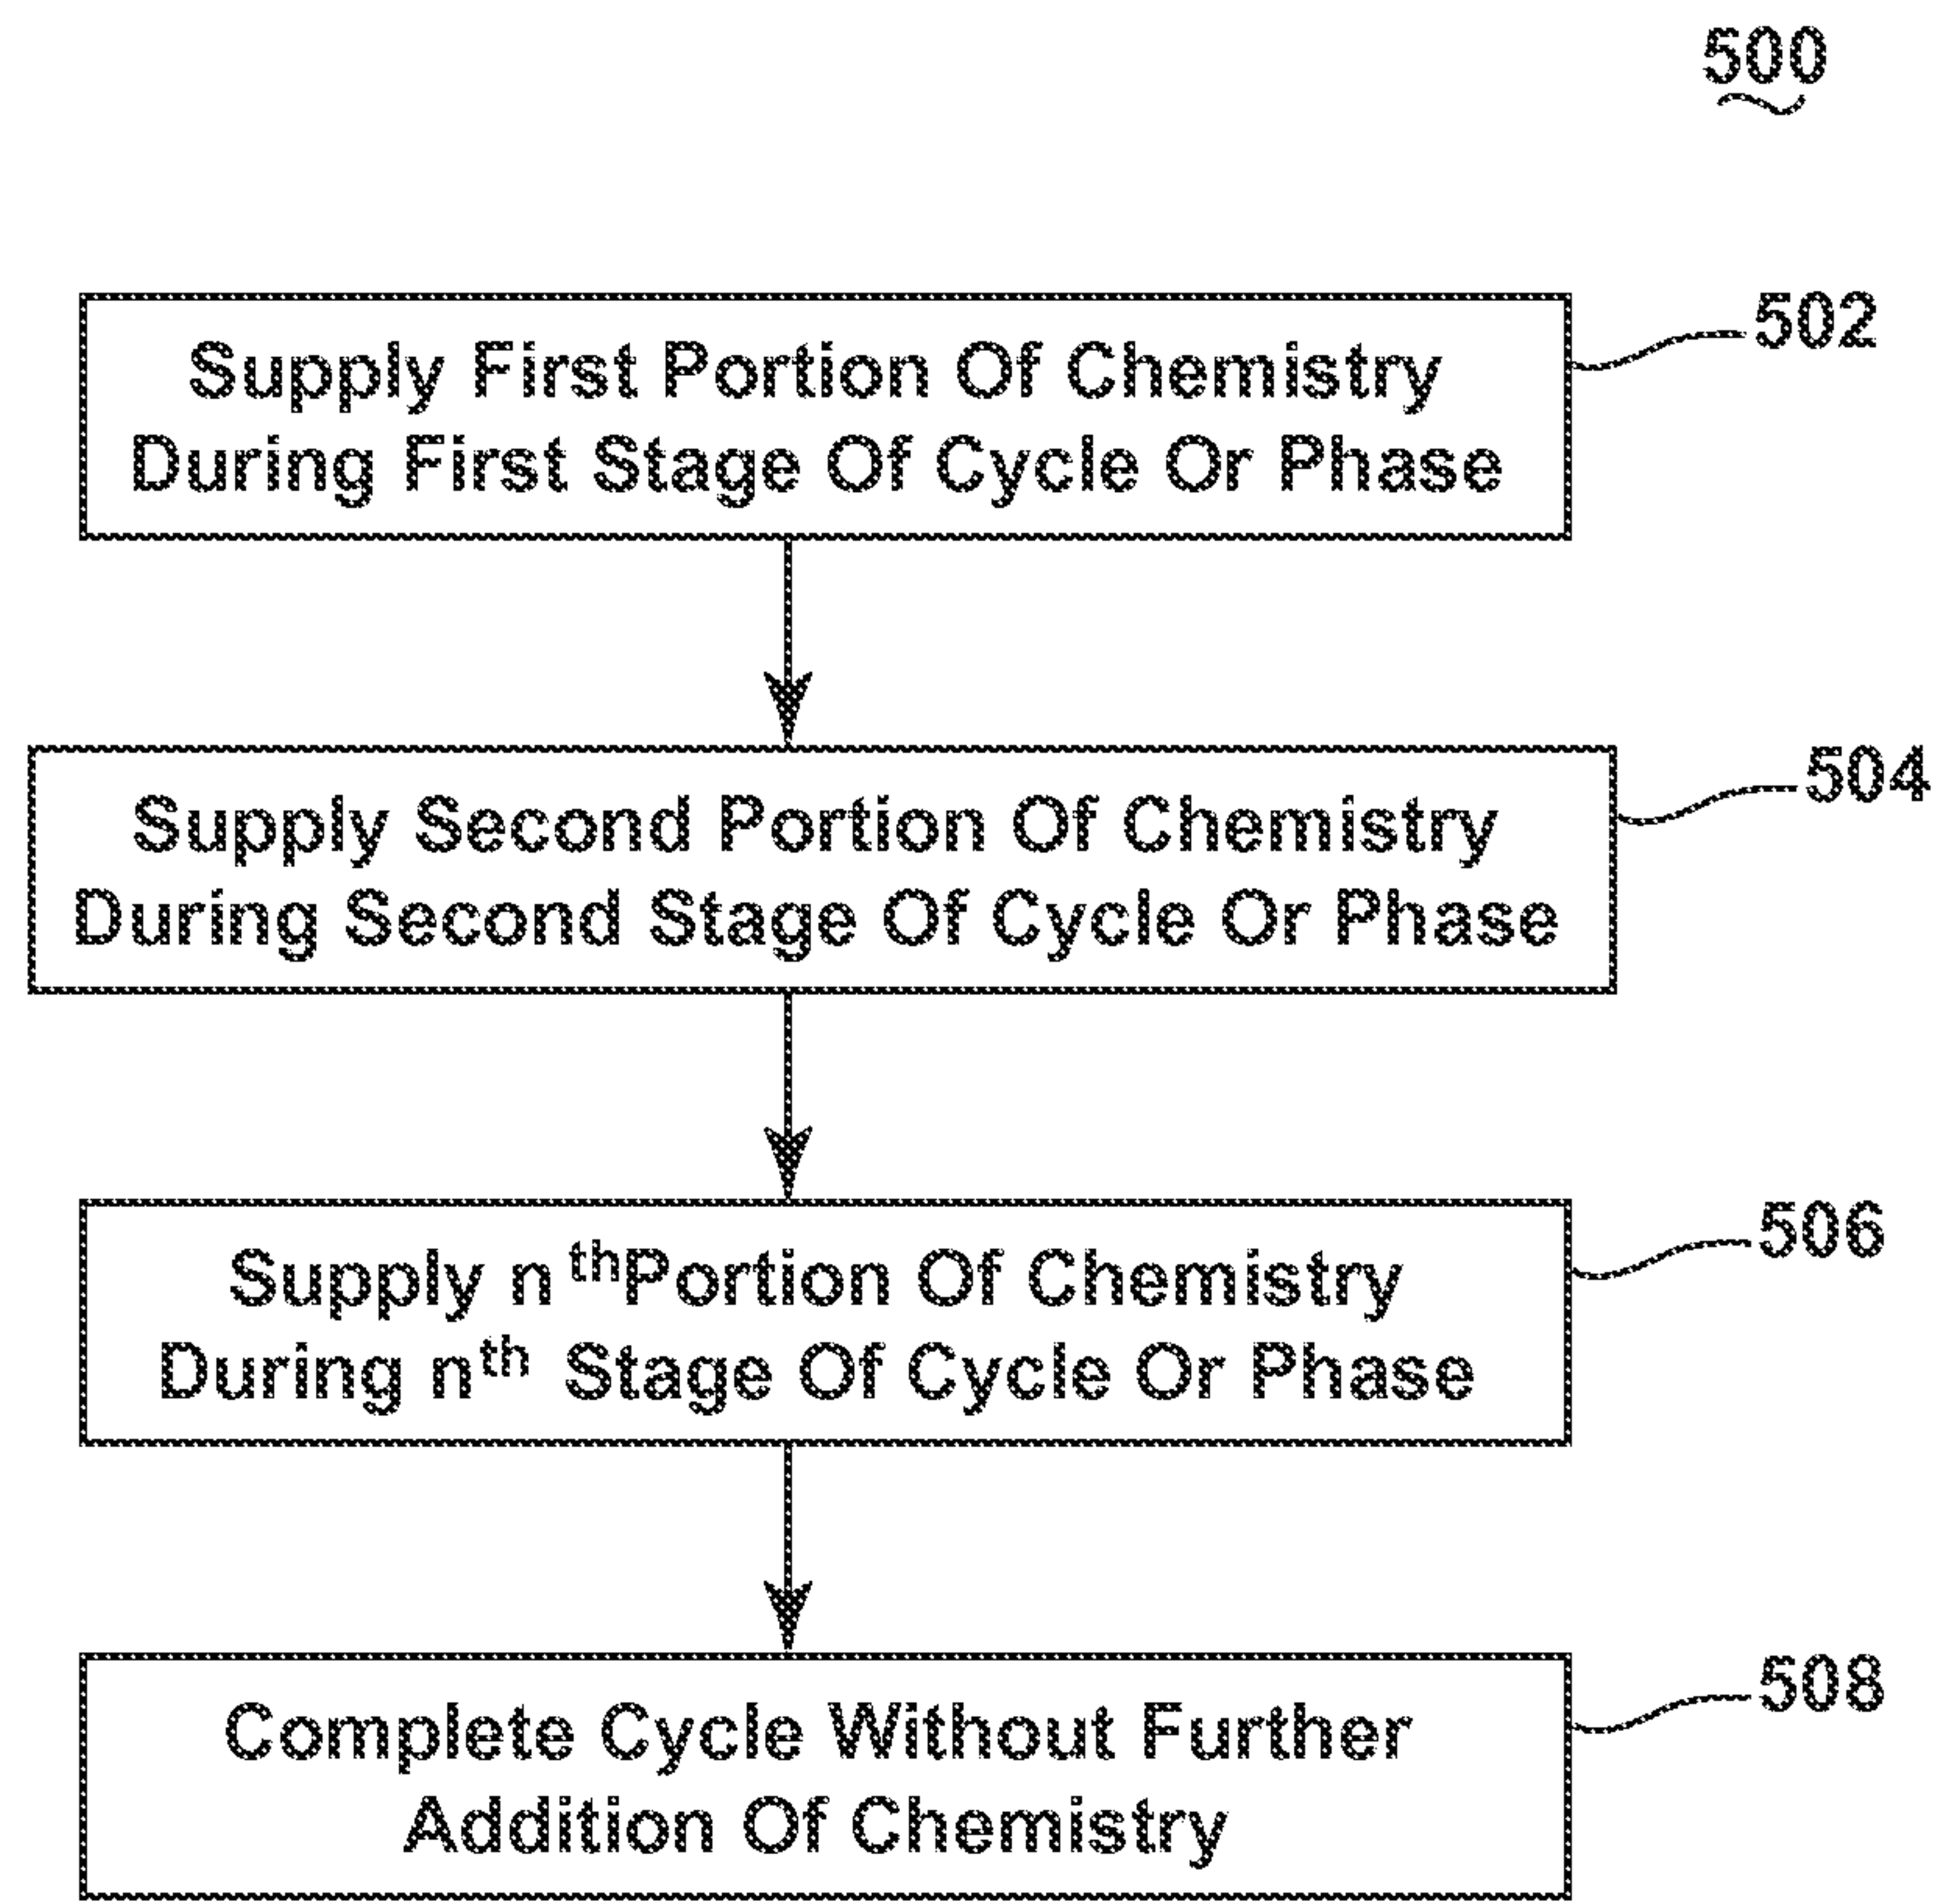 500
Supply First Portion Of Chemistry
During First Stage Of Cycle Or Phase
502
Supply Second Portion Of Chemistry
During Second Stage Of Cycle Or Phase
504
Supply nth Portion Of Chemistry
During nth Stage Of Cycle Or Phase
506
Complete Cycle Without Further
Addition Of Chemistry
508